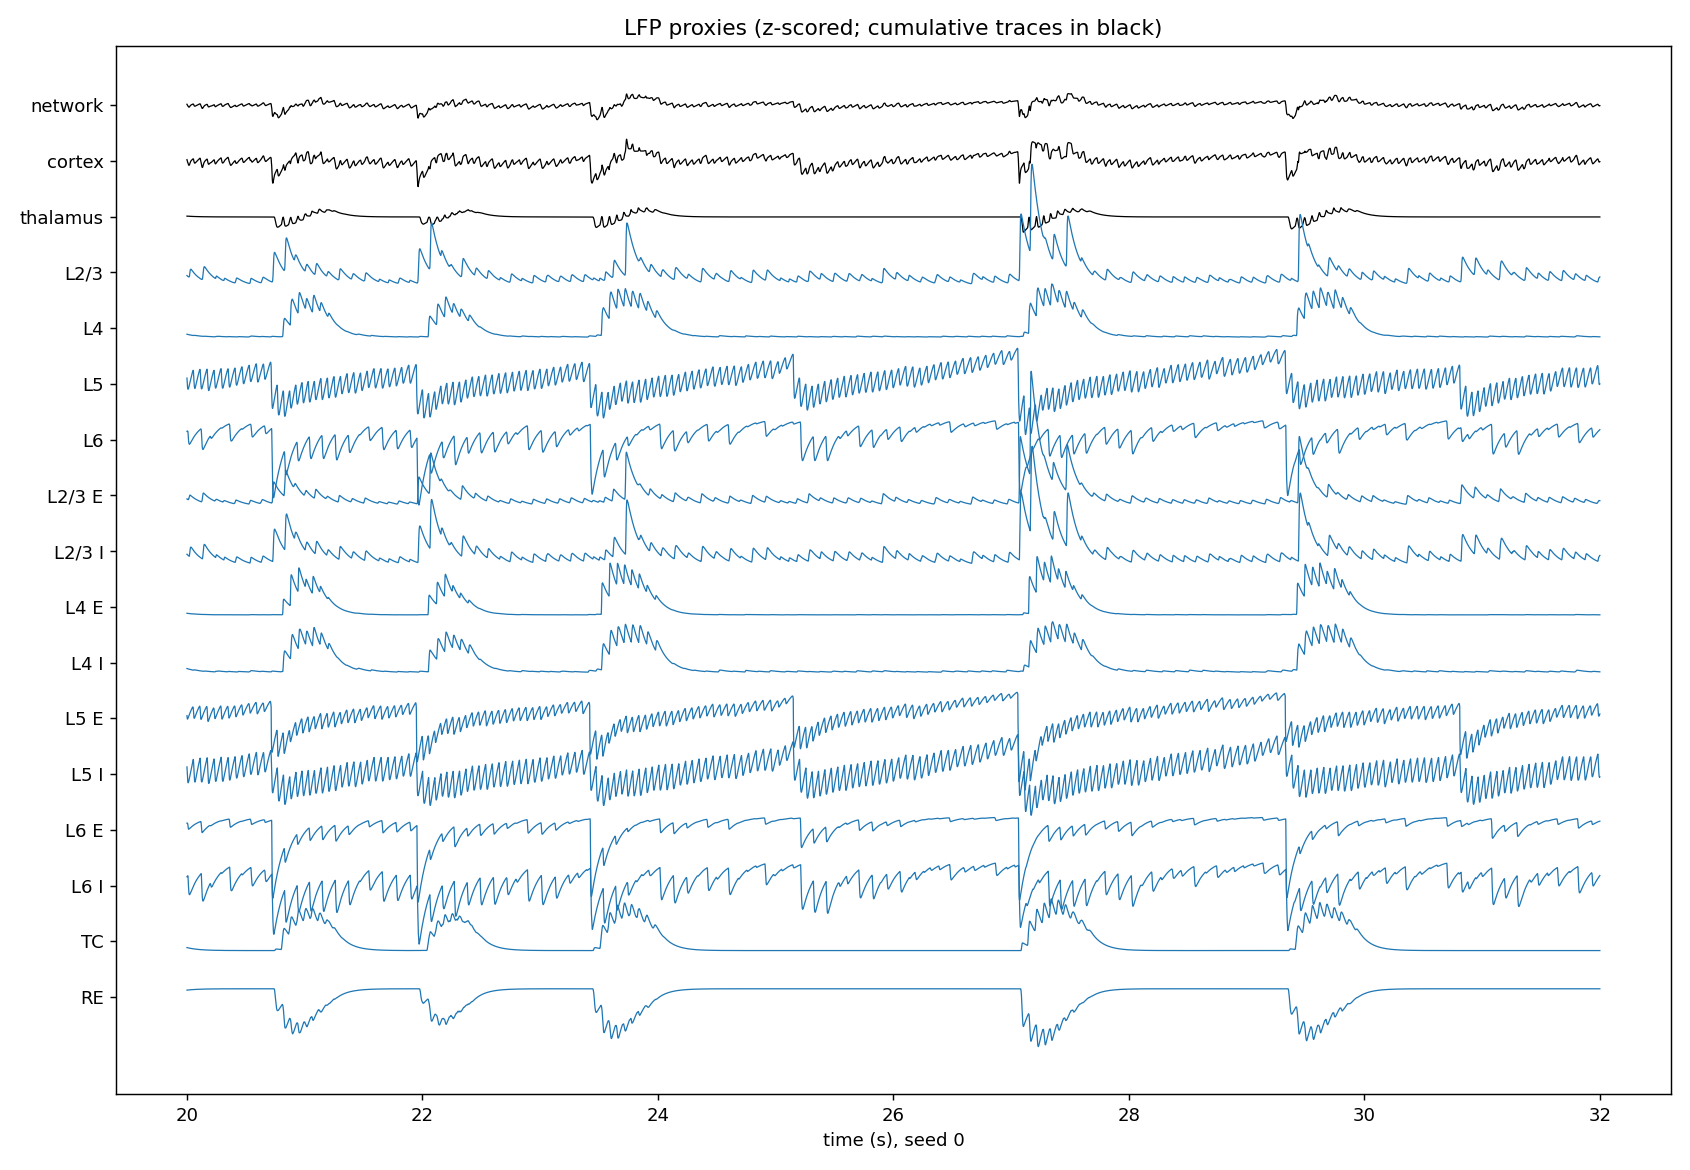 LFP proxies (z-scored; cumulative traces in black)
network
cortex
thalamus
L2/3
L4
L5
L6
L2/3 E
L2/3 I
L4 E
L4 I
L5 E
L5 I
L6 E
L6 I
TC
RE
20 22 24 26 28 30 32
time (s), seed 0